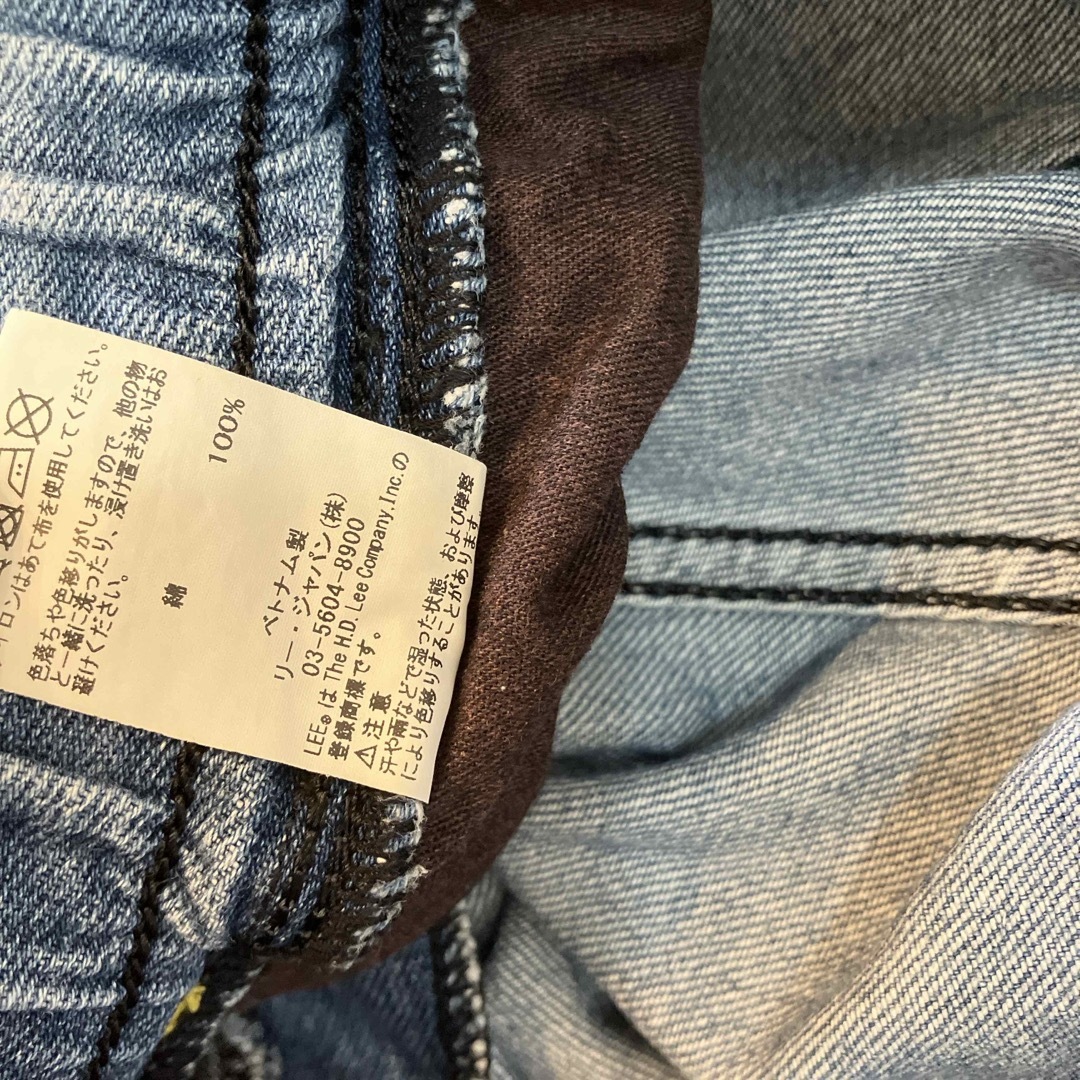 イロンはあて布を使用してください。
色落ちや色移りがしますので、他の物
と一緒に洗ったり、浸け置き洗いはお
避けください。
綿 100%
ベトナム製
リー・ジャパン(株)
03-5604-8900
LEE®は The H.D. Lee Company,Inc.の
登録商標です。
⚠注意
汗や雨などで湿った状態、および摩擦
により色移りすることがあります。